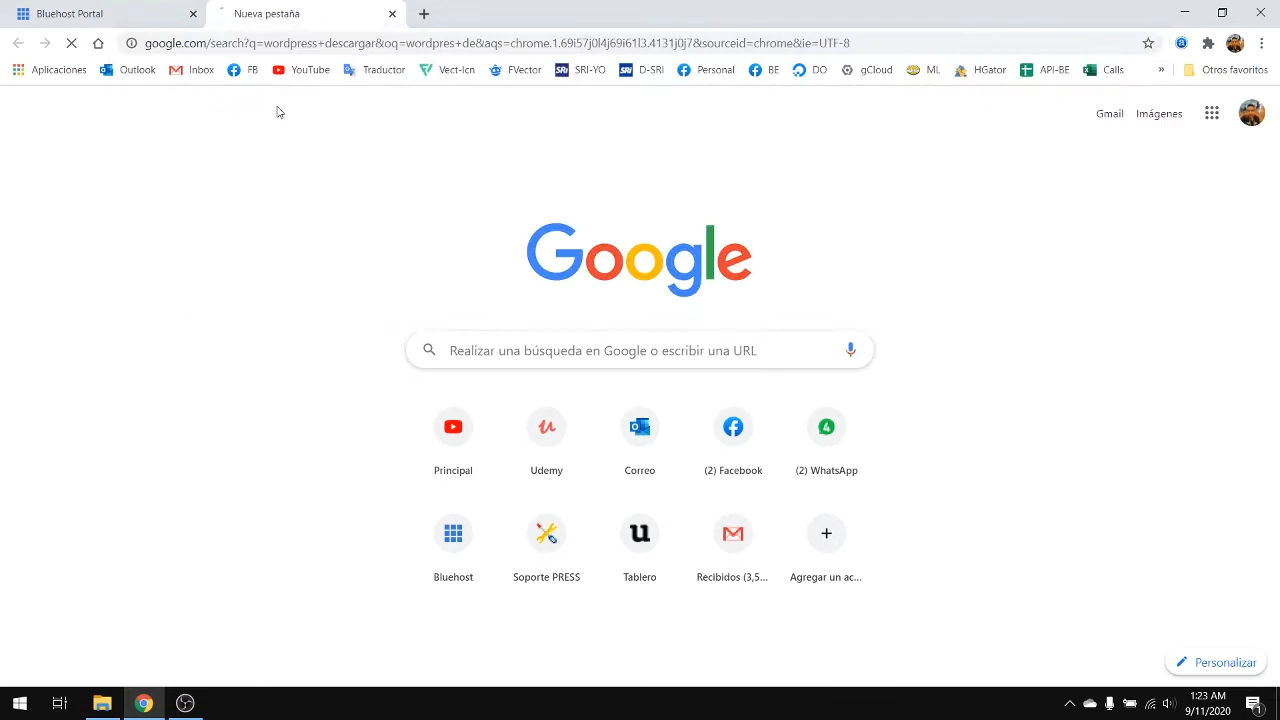 Bluehost Portal
Nueva pestaña
google.com/search?q=wordpress+descargar&oq=wordpres+de&aqs=chrome.1.69i57j0l4j69i61l3.4131j0j7&sourceid=chrome&ie=UTF-8
Aplicaciones Outlook Inbox FB YouTube Traductor Vect-Icn FVector SRI-YO D-SRI Personal BE DO gCloud ML HGator API-BE Calls » Otros favoritos
Gmail Imágenes
Google
Realizar una búsqueda en Google o escribir una URL
Principal Udemy Correo (2) Facebook (2) WhatsApp
Bluehost Soporte PRESS Tablero Recibidos (3,5... Agregar un ac...
Personalizar
1:23 AM
9/11/2020